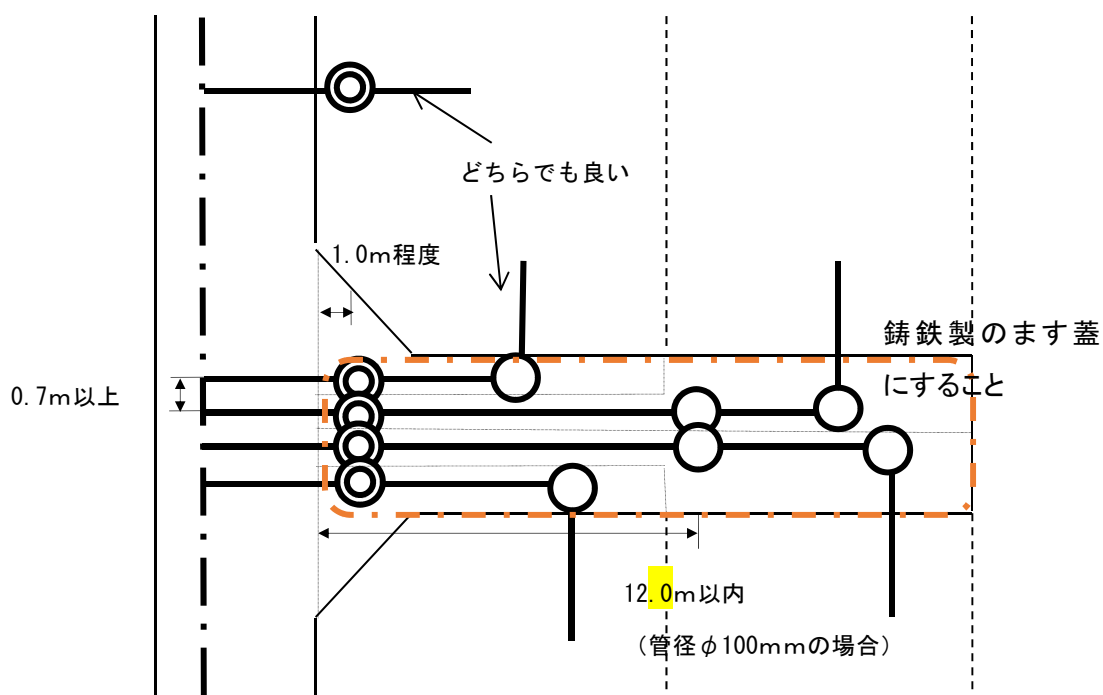 どちらでも良い
1.0ｍ程度
鋳鉄製のます蓋
にすること
0.7ｍ以上
12.0ｍ以内
（管径φ100ｍｍの場合）